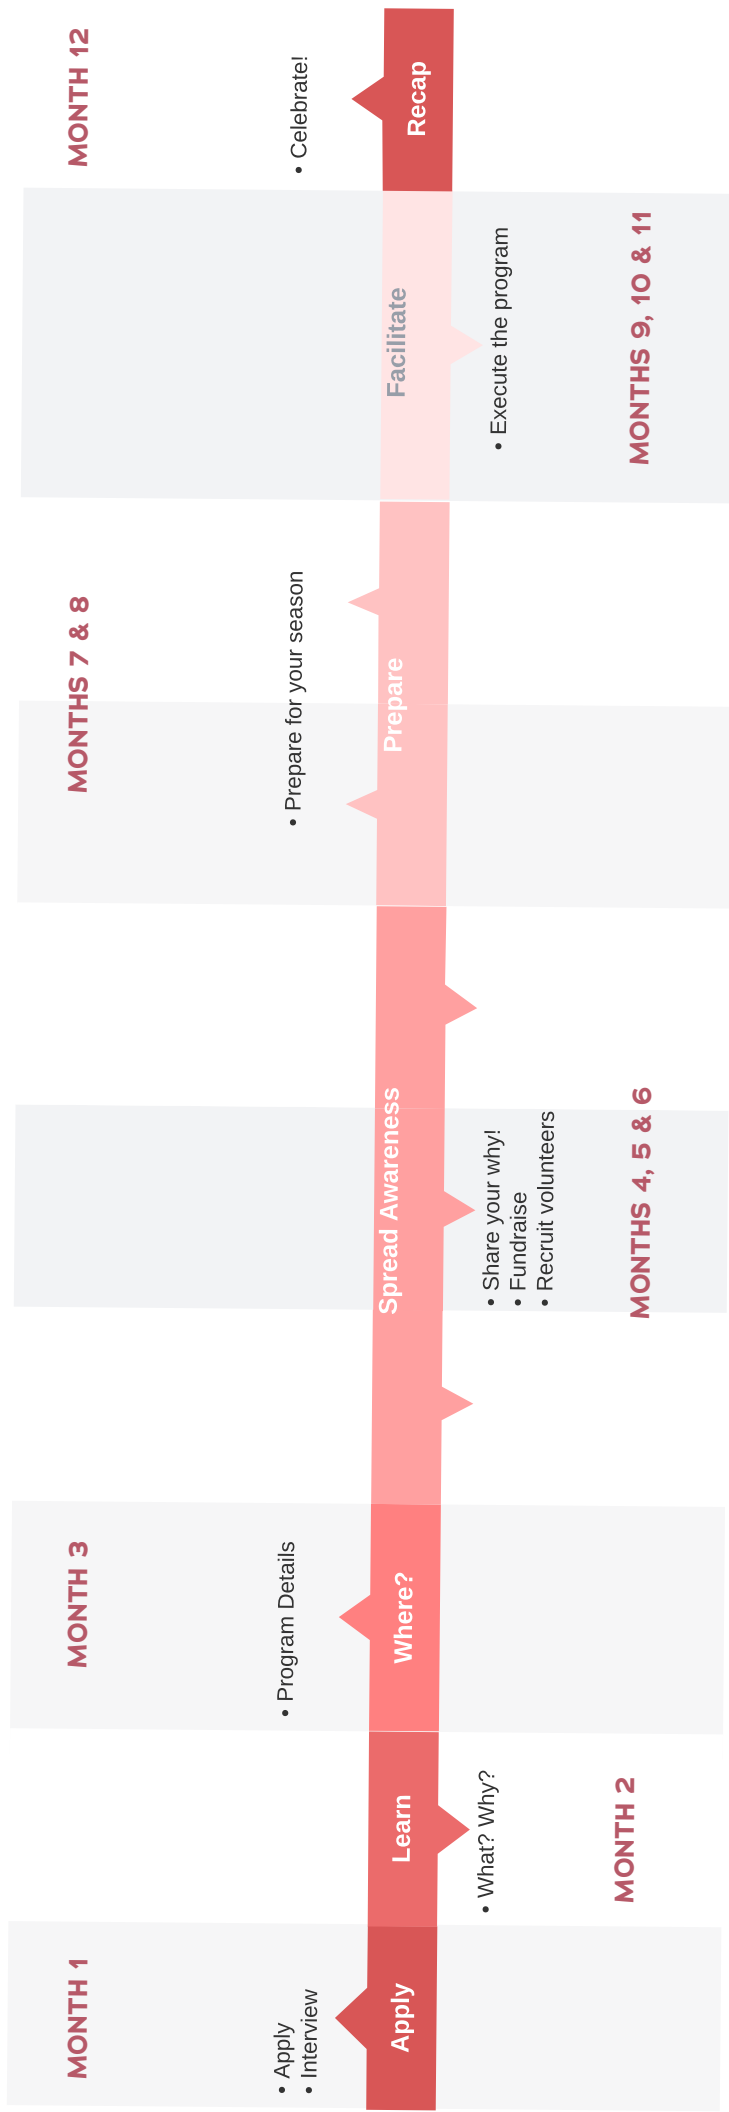 MONTH 1
• Apply
• Interview
Apply
Learn
• What? Why?
MONTH 2
MONTH 3
• Program Details
Where?
Spread Awareness
• Share your why!
• Fundraise
• Recruit volunteers
MONTHS 4, 5 & 6
MONTHS 7 & 8
• Prepare for your season
Prepare
Facilitate
• Execute the program
MONTHS 9, 10 & 11
MONTH 12
• Celebrate!
Recap